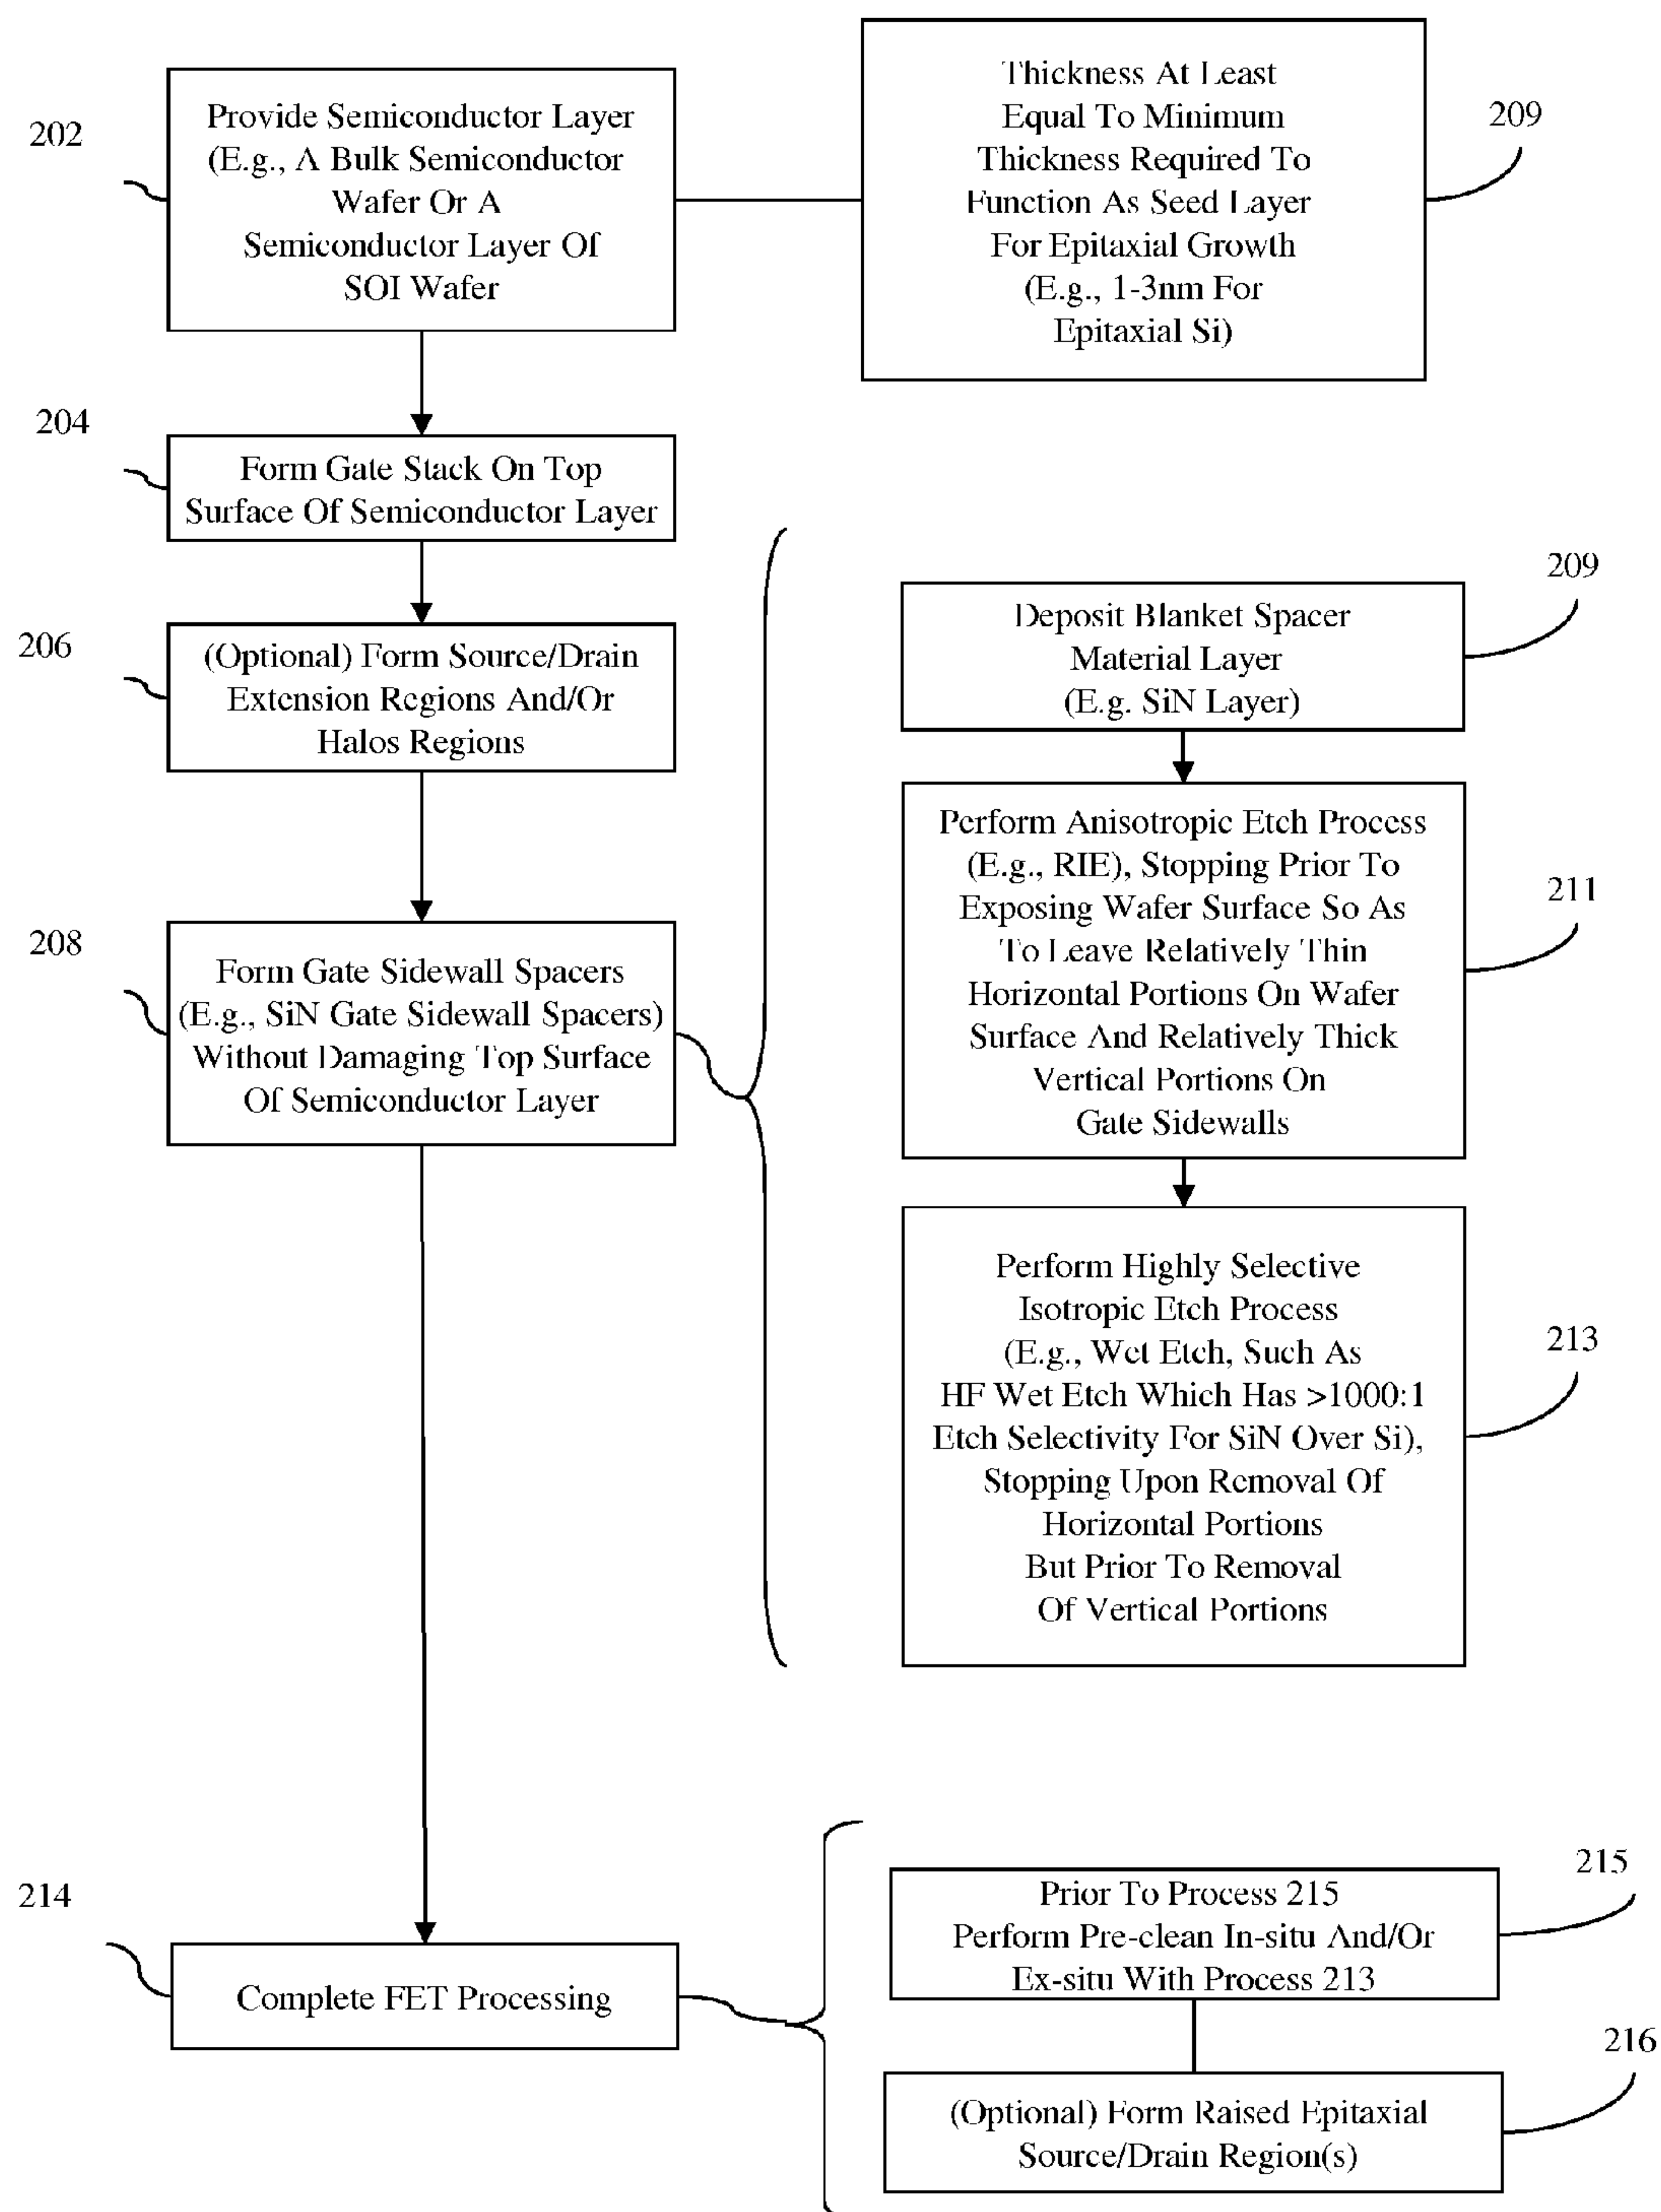 202
Provide Semiconductor Layer
(E.g., A Bulk Semiconductor
Wafer Or A
Semiconductor Layer Of
SOI Wafer
Thickness At Least
Equal To Minimum
Thickness Required To
Function As Seed Layer
For Epitaxial Growth
(E.g., 1-3nm For
Epitaxial Si)
209
204
Form Gate Stack On Top
Surface Of Semiconductor Layer
206
(Optional) Form Source/Drain
Extension Regions And/Or
Halos Regions
208
Form Gate Sidewall Spacers
(E.g., SiN Gate Sidewall Spacers)
Without Damaging Top Surface
Of Semiconductor Layer
209
Deposit Blanket Spacer
Material Layer
(E.g. SiN Layer)
211
Perform Anisotropic Etch Process
(E.g., RIE), Stopping Prior To
Exposing Wafer Surface So As
To Leave Relatively Thin
Horizontal Portions On Wafer
Surface And Relatively Thick
Vertical Portions On
Gate Sidewalls
213
Perform Highly Selective
Isotropic Etch Process
(E.g., Wet Etch, Such As
HF Wet Etch Which Has >1000:1
Etch Selectivity For SiN Over Si),
Stopping Upon Removal Of
Horizontal Portions
But Prior To Removal
Of Vertical Portions
214
Complete FET Processing
215
Prior To Process 215
Perform Pre-clean In-situ And/Or
Ex-situ With Process 213
216
(Optional) Form Raised Epitaxial
Source/Drain Region(s)